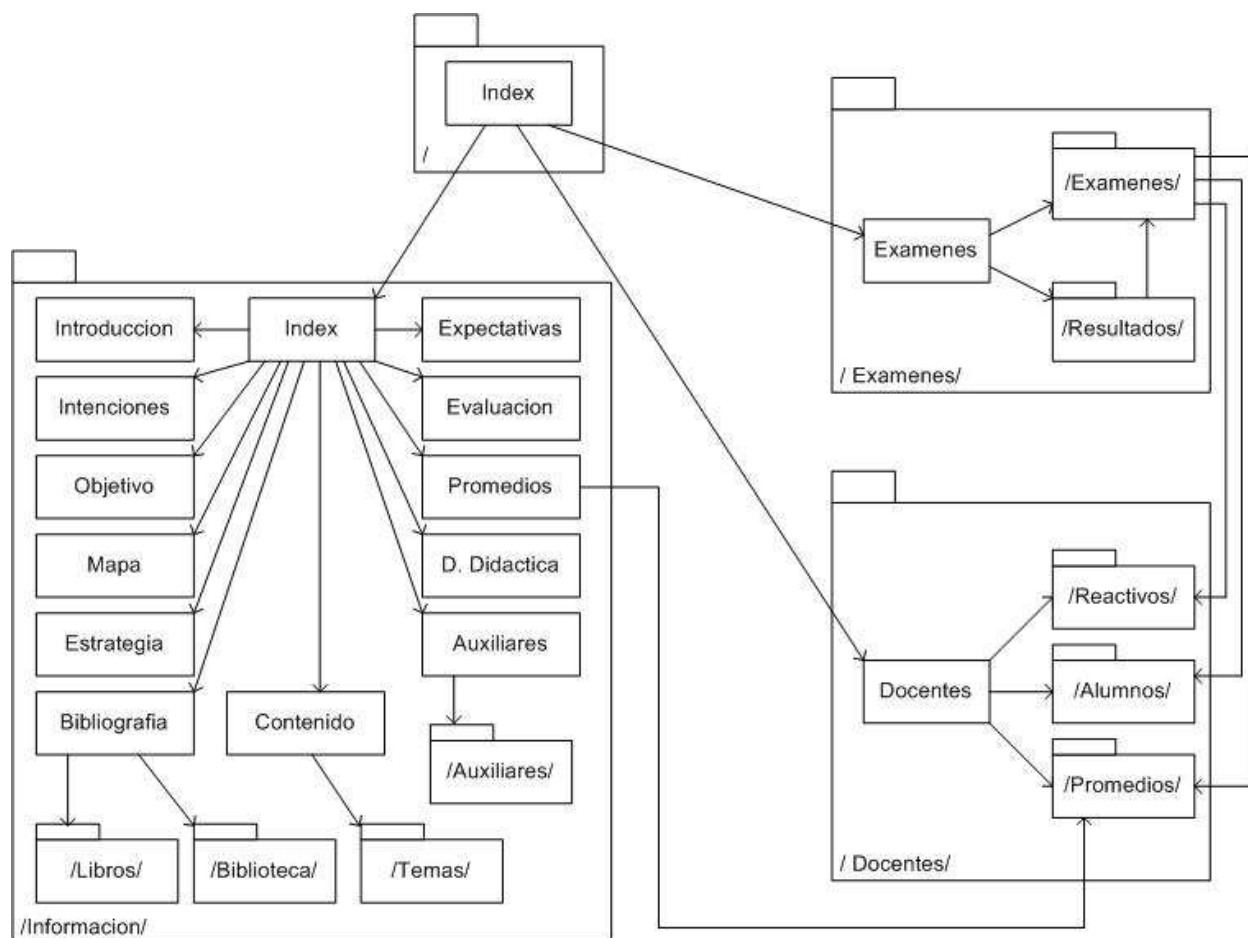 Index
/
/Examenes/
Examenes
/Resultados/
/ Examenes/
Introduccion
Index
Expectativas
Intenciones
Evaluacion
Objetivo
Promedios
Mapa
D. Didactica
Estrategia
Auxiliares
Bibliografia
Contenido
/Auxiliares/
/Libros/
/Biblioteca/
/Temas/
/Informacion/
/Reactivos/
Docentes
/Alumnos/
/Promedios/
/ Docentes/